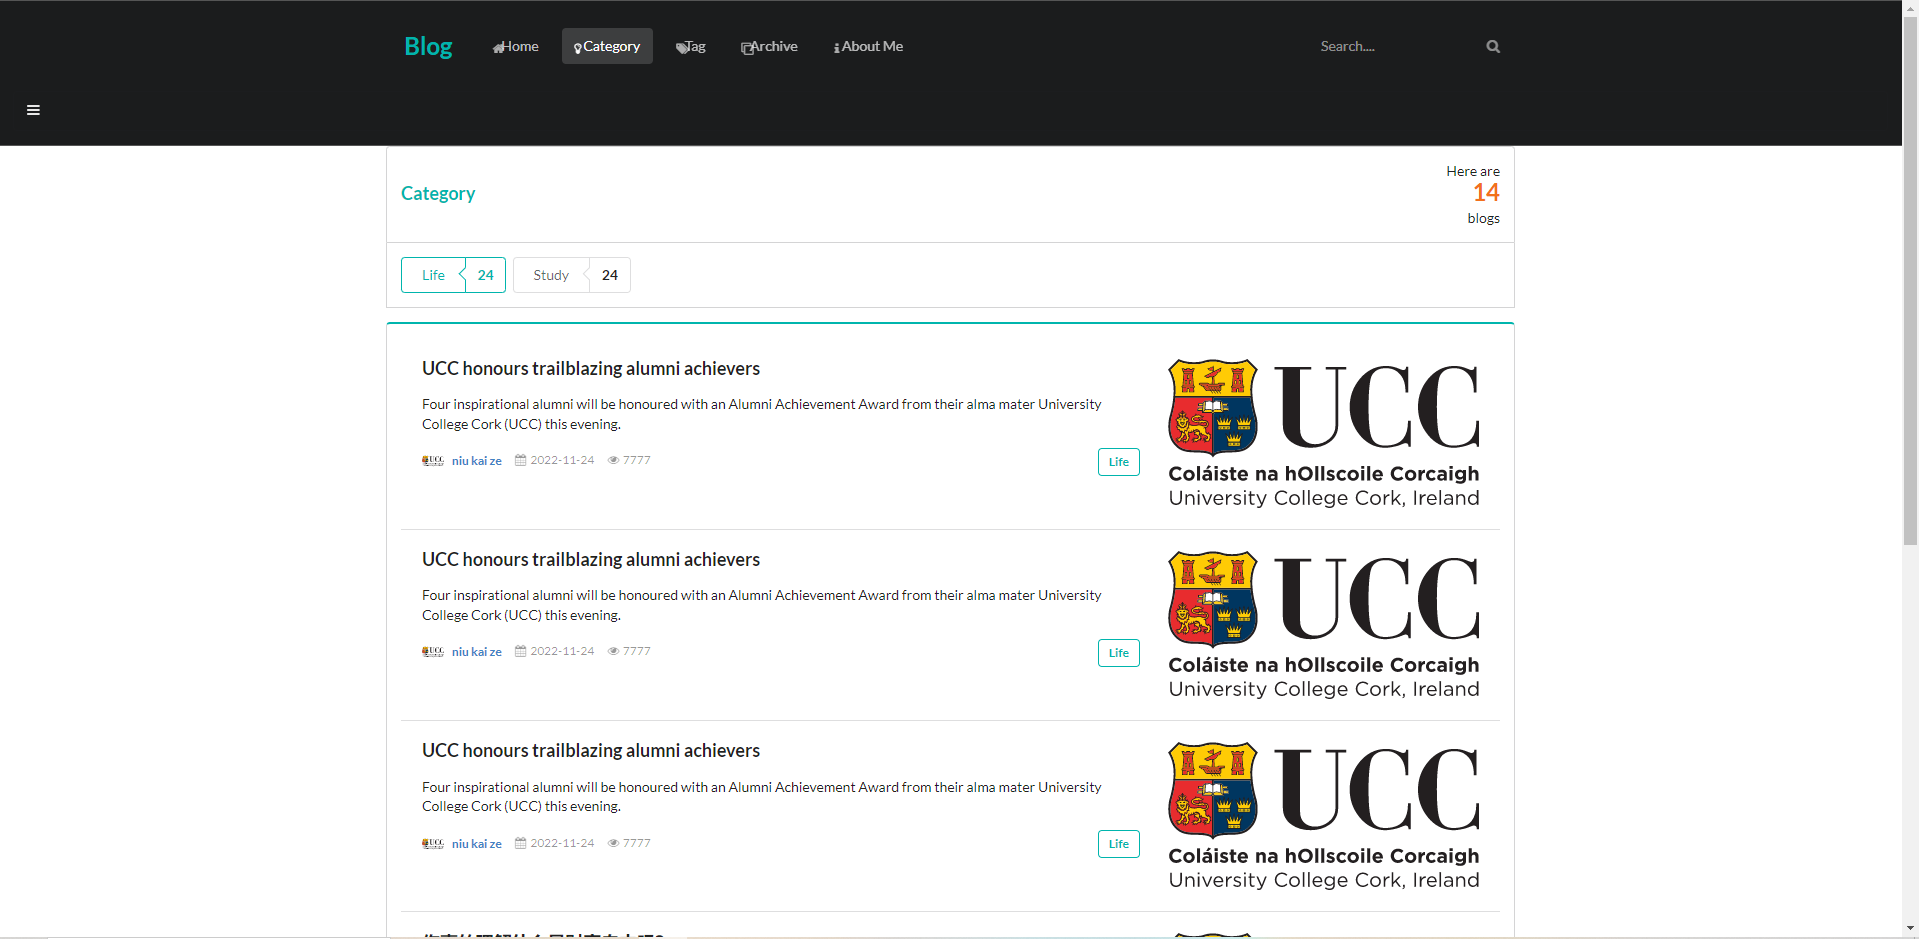 Blog Home Category Tag Archive About Me Search....
Category
Here are
14
blogs
Life 24 Study 24
UCC honours trailblazing alumni achievers
Four inspirational alumni will be honoured with an Alumni Achievement Award from their alma mater University
College Cork (UCC) this evening.
niu kai ze 2022-11-24 7777
Life
UCC
Coláiste na hOllscoile Corcaigh
University College Cork, Ireland
UCC honours trailblazing alumni achievers
Four inspirational alumni will be honoured with an Alumni Achievement Award from their alma mater University
College Cork (UCC) this evening.
niu kai ze 2022-11-24 7777
Life
UCC
Coláiste na hOllscoile Corcaigh
University College Cork, Ireland
UCC honours trailblazing alumni achievers
Four inspirational alumni will be honoured with an Alumni Achievement Award from their alma mater University
College Cork (UCC) this evening.
niu kai ze 2022-11-24 7777
Life
UCC
Coláiste na hOllscoile Corcaigh
University College Cork, Ireland